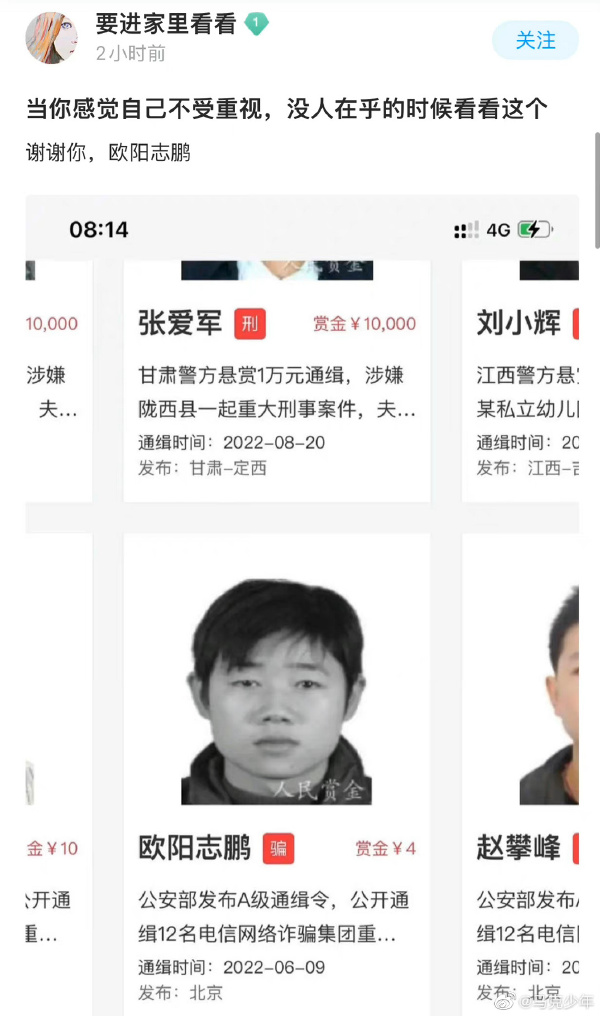 要进家里看看
1
2小时前
关注
当你感觉自己不受重视，没人在乎的时候看看这个
谢谢你，欧阳志鹏
08:14
4G
人民赏金
10,000
张爱军 刑 赏金￥10,000
刘小辉
涉嫌
夫...
甘肃警方悬赏1万元通缉，涉嫌
陇西县一起重大刑事案件，夫...
通缉时间：2022-08-20
发布：甘肃-定西
江西警方悬
某私立幼儿
通缉时间：20
发布：江西-
人民赏金
金￥10
欧阳志鹏 骗 赏金￥4
赵攀峰
开通
重...
公安部发布A级通缉令，公开通
缉12名电信网络诈骗集团重...
通缉时间：2022-06-09
发布：北京
公安部发布
缉12名电信
通缉时间：20
发布：北京